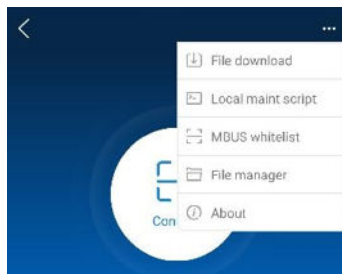 File download
Local maint script
MBUS whitelist
File manager
About
Con